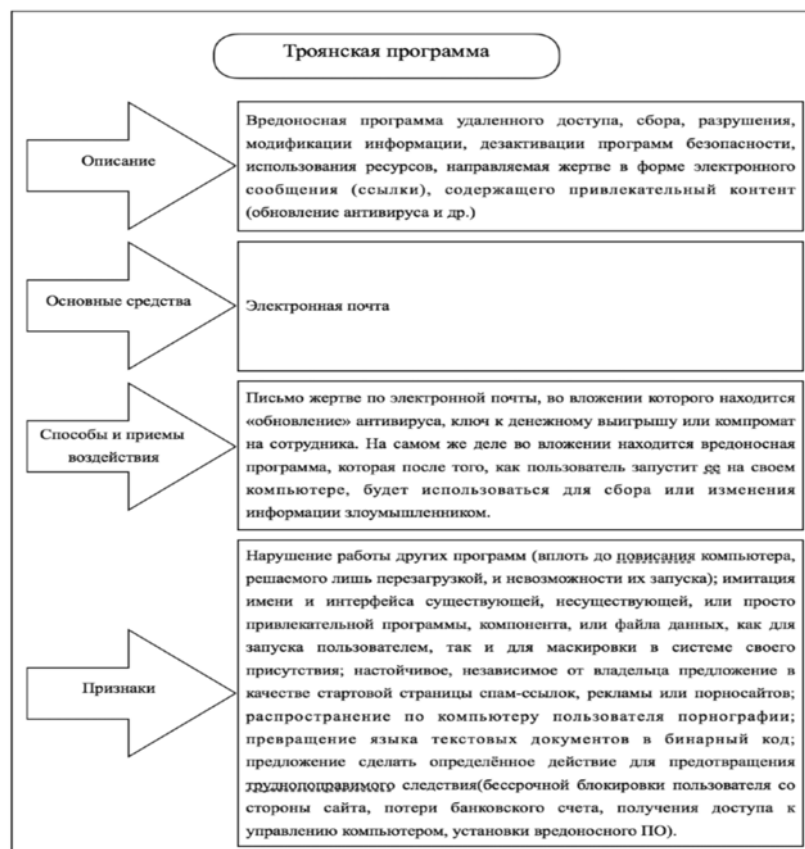 Троянская программа
Описание
Вредоносная программа удаленного доступа, сбора, разрушения,
модификации информации, дезактивации программ безопасности,
использования ресурсов, направляемая жертве в форме электронного
сообщения (ссылки), содержащего привлекательный контент
(обновление антивируса и др.)
Основные средства
Электронная почта
Способы и приемы
воздействия
Письмо жертве по электронной почты, во вложении которого находится
«обновление» антивируса, ключ к денежному выигрышу или компромат
на сотрудника. На самом же деле во вложении находится вредоносная
программа, которая после того, как пользователь запустит ее на своем
компьютере, будет использоваться для сбора или изменения
информации злоумышленником.
Признаки
Нарушение работы других программ (вплоть до повисания компьютера,
решаемого лишь перезагрузкой, и невозможности их запуска); имитация
имени и интерфейса существующей, несуществующей, или просто
привлекательной программы, компонента, или файла данных, как для
запуска пользователем, так и для маскировки в системе своего
присутствия; настойчивое, независимое от владельца предложение в
качестве стартовой страницы спам-ссылок, рекламы или порносайтов;
распространение по компьютеру пользователя порнографии;
превращение языка текстовых документов в бинарный код;
предложение сделать определённое действие для предотвращения
труднопоправимого следствия(бессрочной блокировки пользователя со
стороны сайта, потери банковского счета, получения доступа к
управлению компьютером, установки вредоносного ПО).